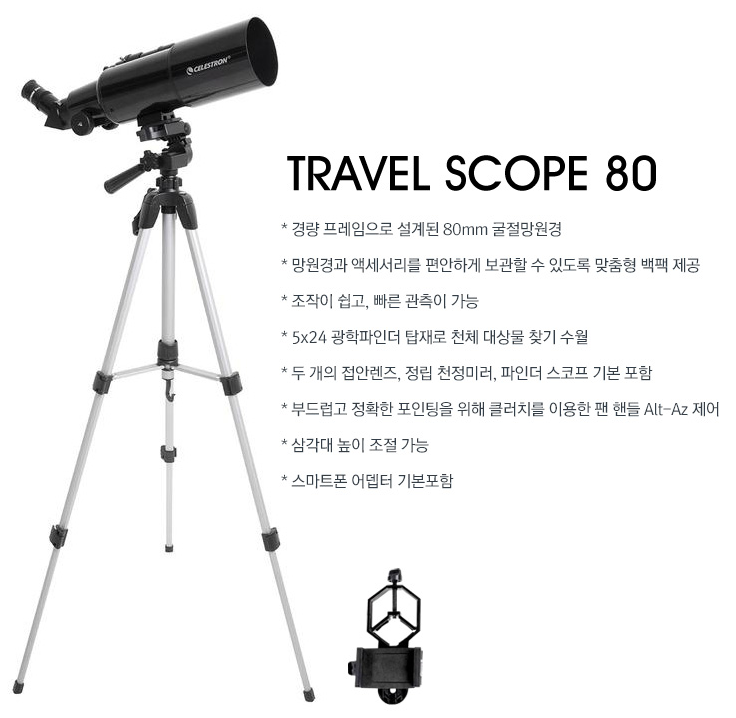 CELESTRON
TRAVEL SCOPE 80
* 경량 프레임으로 설계된 80mm 굴절망원경
* 망원경과 액세서리를 편안하게 보관할 수 있도록 맞춤형 백팩 제공
* 조작이 쉽고, 빠른 관측이 가능
* 5x24 광학파인더 탑재로 천체 대상물 찾기 수월
* 두 개의 접안렌즈, 정립 천정미러, 파인더 스코프 기본 포함
* 부드럽고 정확한 포인팅을 위해 클러치를 이용한 팬 핸들 Alt-Az 제어
* 삼각대 높이 조절 가능
* 스마트폰 어뎁터 기본포함